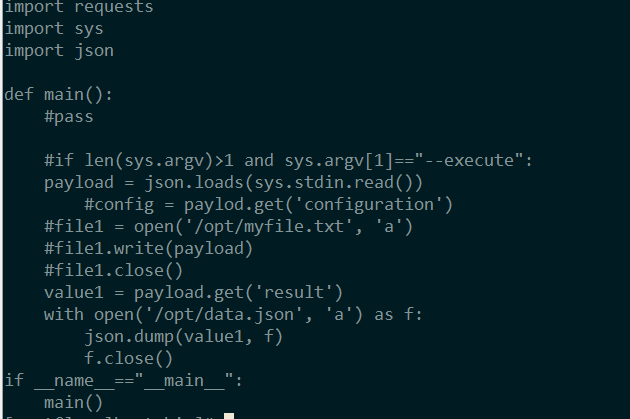 import requests
import sys
import json

def main():
    #pass

    #if len(sys.argv)>1 and sys.argv[1]=="--execute":
    payload = json.loads(sys.stdin.read())
        #config = paylod.get('configuration')
    #file1 = open('/opt/myfile.txt', 'a')
    #file1.write(payload)
    #file1.close()
    value1 = payload.get('result')
    with open('/opt/data.json', 'a') as f:
        json.dump(value1, f)
        f.close()
if __name__=="__main__":
    main()